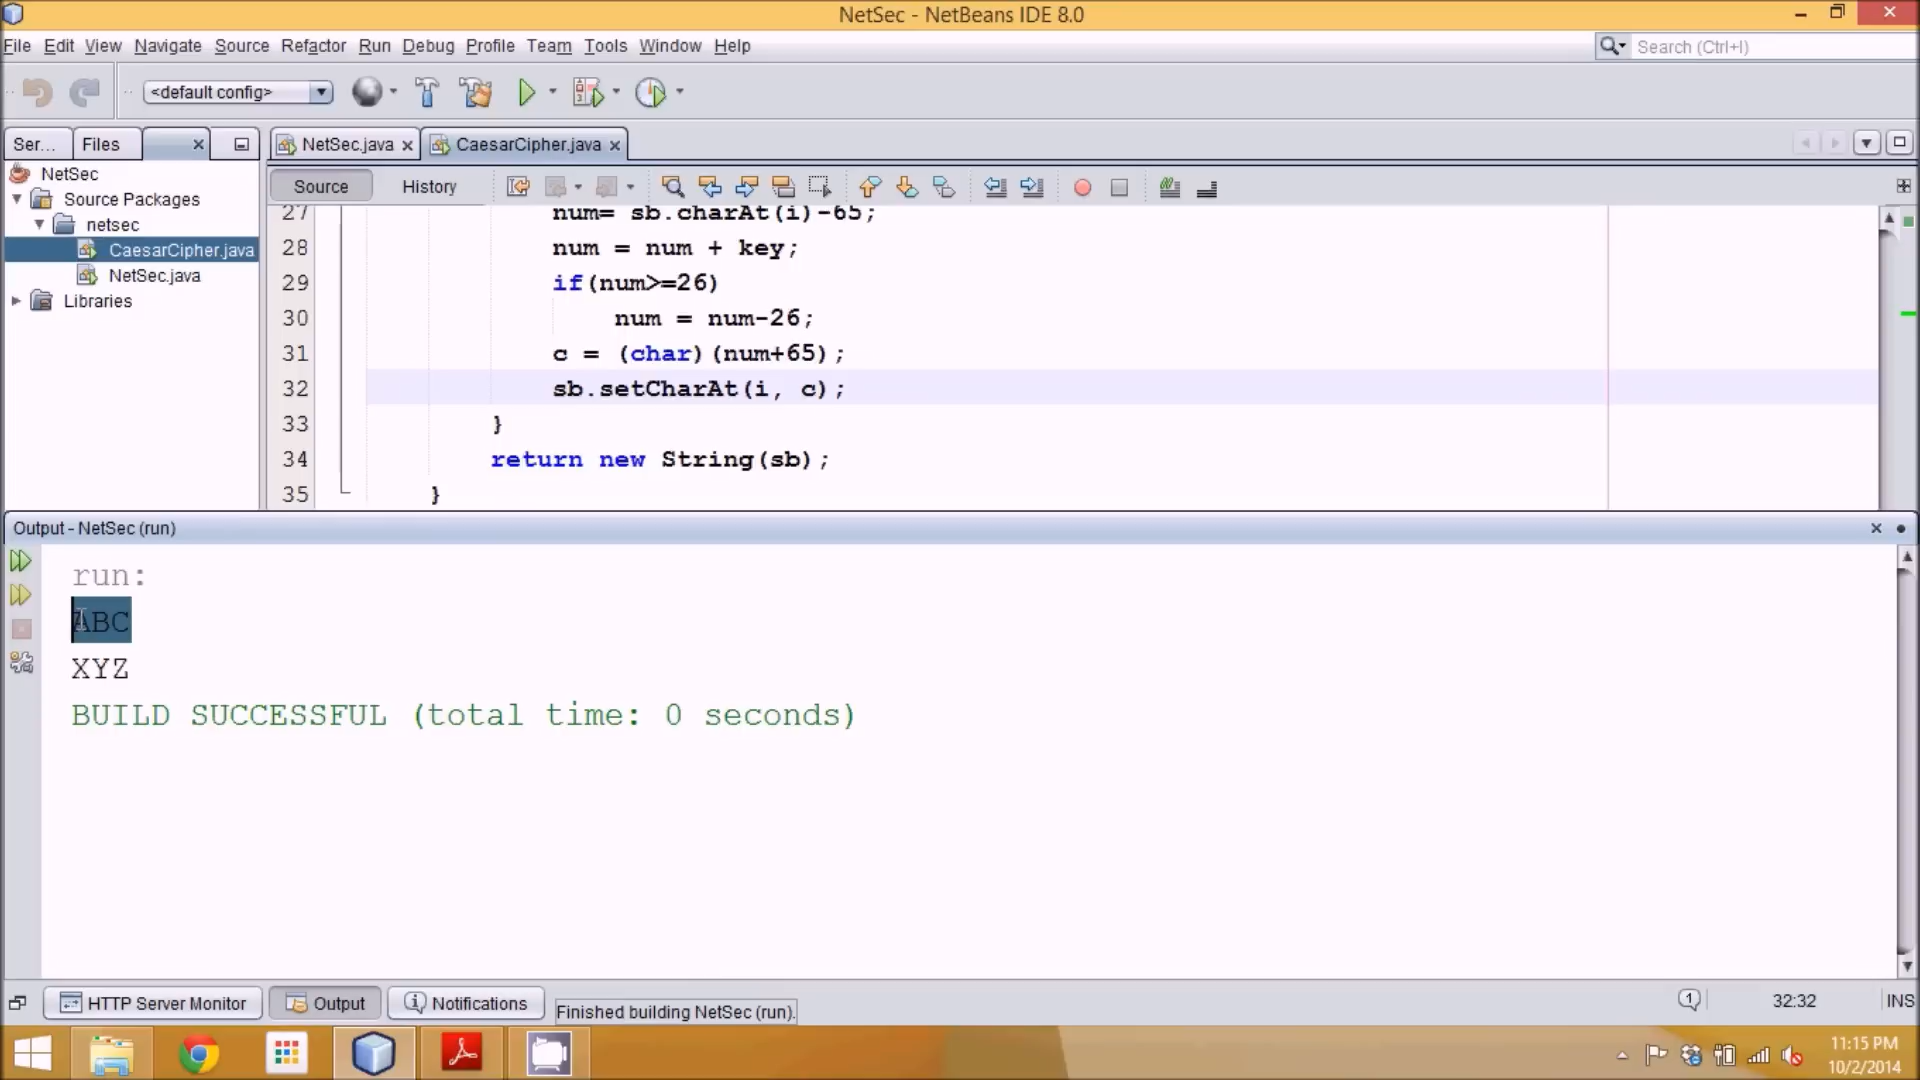 NetSec - NetBeans IDE 8.0
File Edit View Navigate Source Refactor Run Debug Profile Team Tools Window Help
Search (Ctrl+I)
<default config>
Ser... Files
NetSec.java CaesarCipher.java
NetSec
Source Packages
netsec
CaesarCipher.java
NetSec.java
Libraries
Source History
27 num= sb.charAt(i)-65;
28 num = num + key;
29 if(num>=26)
30 num = num-26;
31 c = (char)(num+65);
32 sb.setCharAt(i, c);
33 }
34 return new String(sb);
35 }
Output - NetSec (run)
run:
ABC
XYZ
BUILD SUCCESSFUL (total time: 0 seconds)
HTTP Server Monitor Output Notifications Finished building NetSec (run).
1 32:32 INS
11:15 PM
10/2/2014